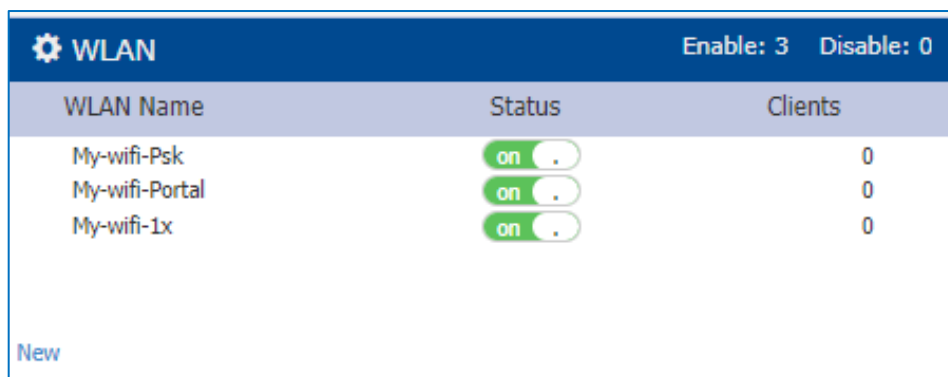 WLAN Enable: 3 Disable: 0
WLAN Name Status Clients
My-wifi-Psk on . 0
My-wifi-Portal on . 0
My-wifi-1x on . 0
New